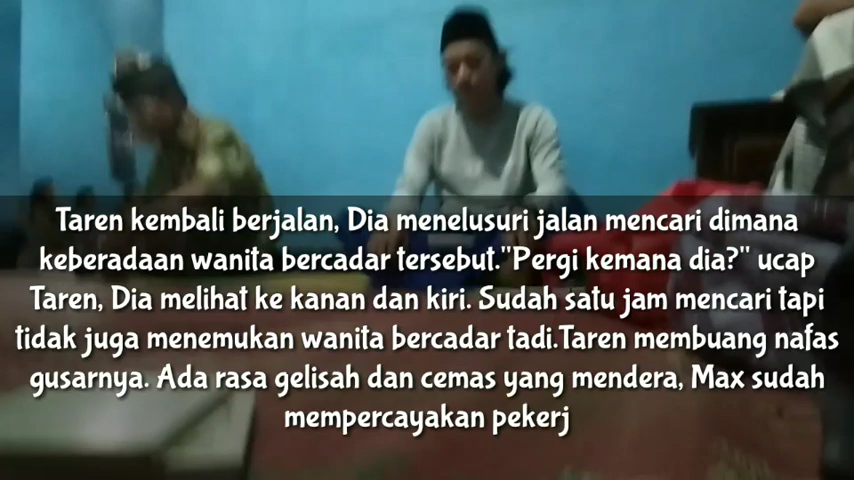 Taren kembali berjalan, Dia menelusuri jalan mencari dimana
keberadaan wanita bercadar tersebut."Pergi kemana dia?" ucap
Taren, Dia melihat ke kanan dan kiri. Sudah satu jam mencari tapi
tidak juga menemukan wanita bercadar tadi.Taren membuang nafas
gusarnya. Ada rasa gelisah dan cemas yang mendera, Max sudah
mempercayakan pekerj